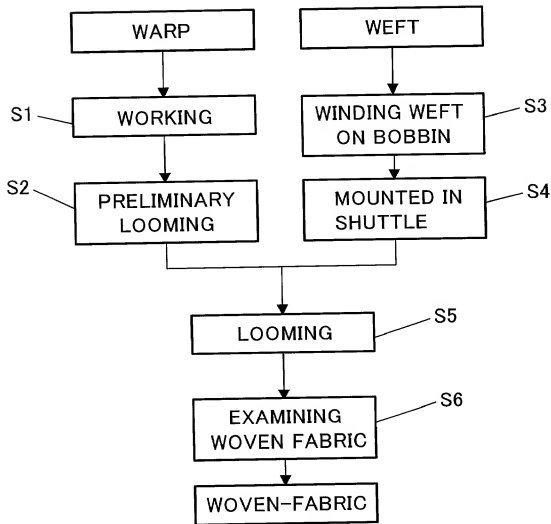 WARP
WEFT
S1
WORKING
WINDING WEFT
ON BOBBIN
S3
S2
PRELIMINARY
LOOMING
MOUNTED IN
SHUTTLE
S4
LOOMING
S5
EXAMINING
WOVEN FABRIC
S6
WOVEN-FABRIC